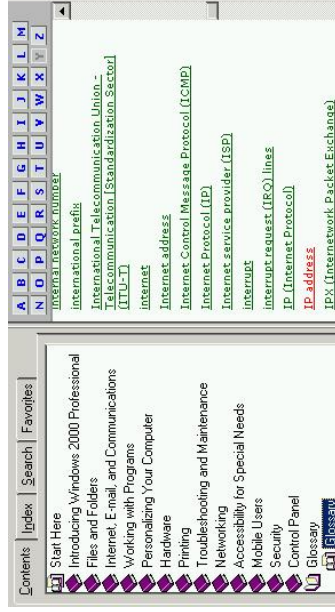 Contents Index Search Favorites
Start Here
Introducing Windows 2000 Professional
Files and Folders
Internet, E-mail, and Communications
Working with Programs
Personalizing Your Computer
Hardware
Printing
Troubleshooting and Maintenance
Networking
Accessibility for Special Needs
Mobile Users
Security
Control Panel
Glossary
Glossary
A B C D E F G H I J K L M
N O P Q R S T U V W X Y Z
internal network number
international prefix
International Telecommunication Union -
Telecommunication [Standardization Sector]
(ITU-T)
internet
Internet address
Internet Control Message Protocol (ICMP)
Internet Protocol (IP)
Internet service provider (ISP)
interrupt
interrupt request (IRQ) lines
IP (Internet Protocol)
IP address
IPX (Internetwork Packet Exchange)